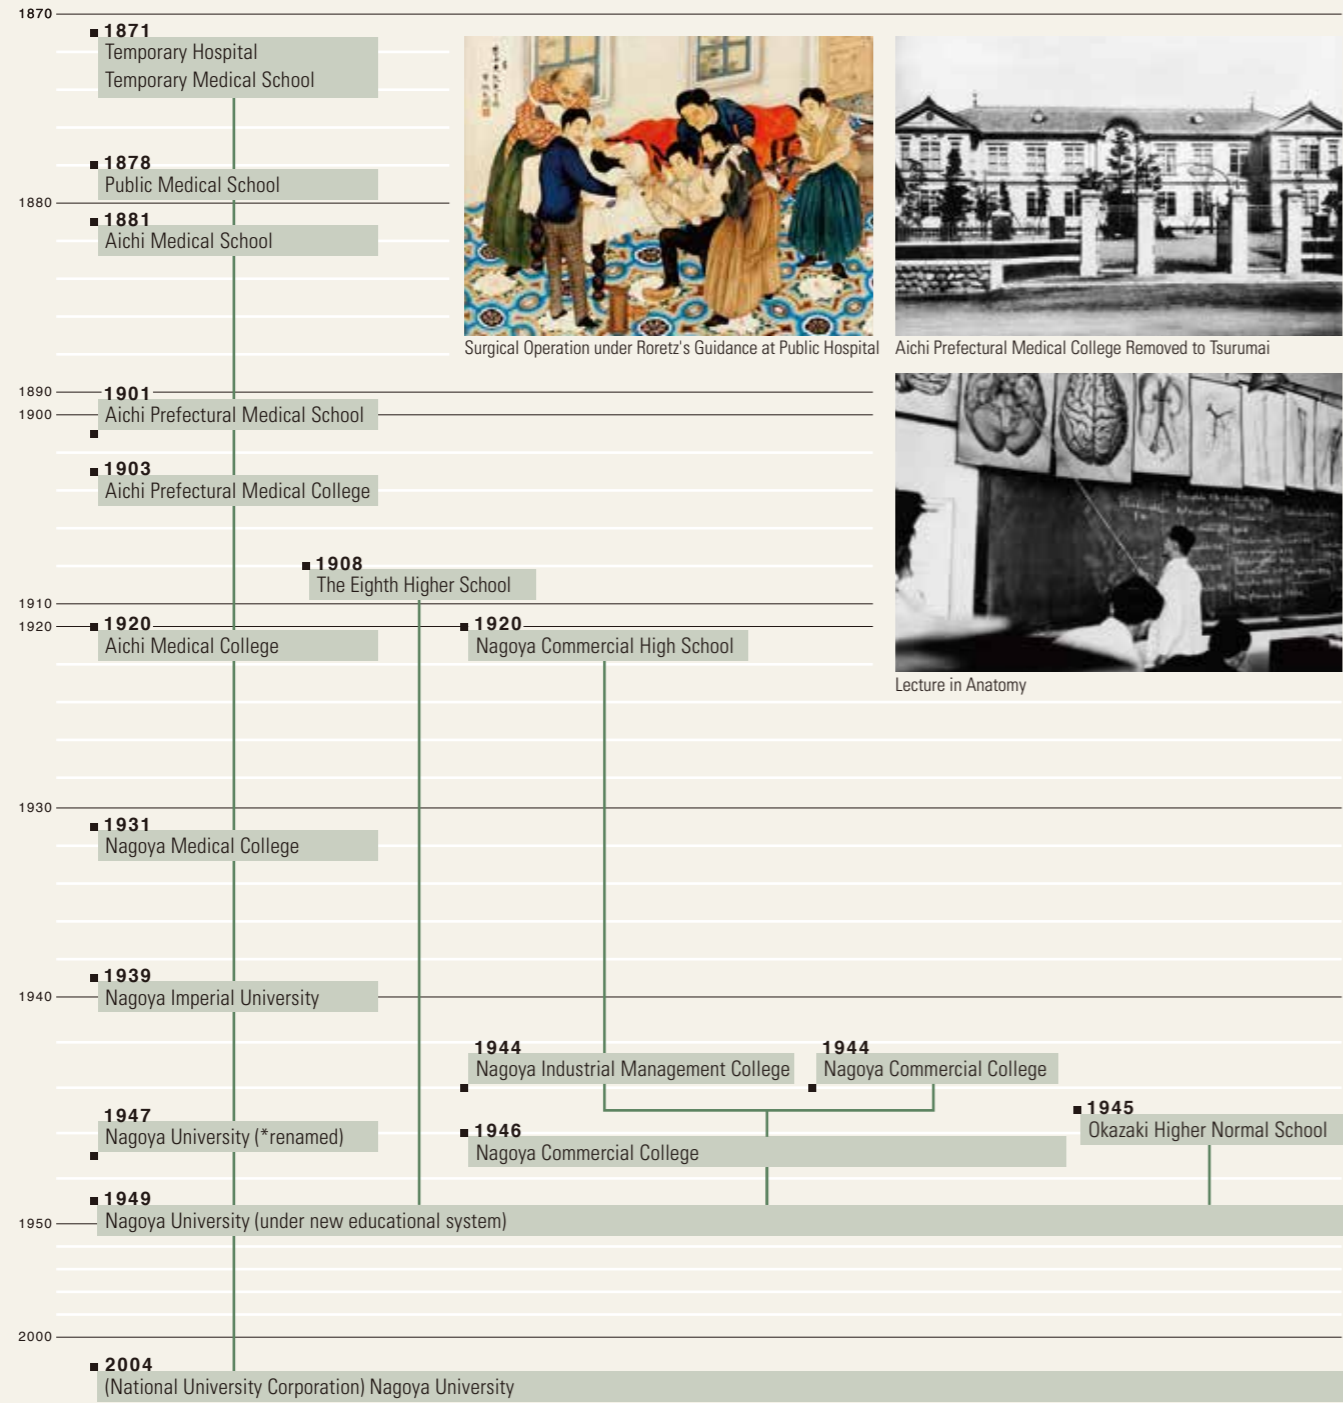 1870
1871
Temporary Hospital
Temporary Medical School
1878
Public Medical School
1880
1881
Aichi Medical School
Surgical Operation under Roretz's Guidance at Public Hospital
Aichi Prefectural Medical College Removed to Tsurumai
1890
1901
1900
Aichi Prefectural Medical School
1903
Aichi Prefectural Medical College
1908
The Eighth Higher School
1910
1920
1920
Aichi Medical College
1920
Nagoya Commercial High School
Lecture in Anatomy
1930
1931
Nagoya Medical College
1939
1940
Nagoya Imperial University
1944
Nagoya Industrial Management College
1944
Nagoya Commercial College
1945
Okazaki Higher Normal School
1947
Nagoya University (*renamed)
1946
Nagoya Commercial College
1949
1950
Nagoya University (under new educational system)
2000
2004
(National University Corporation) Nagoya University